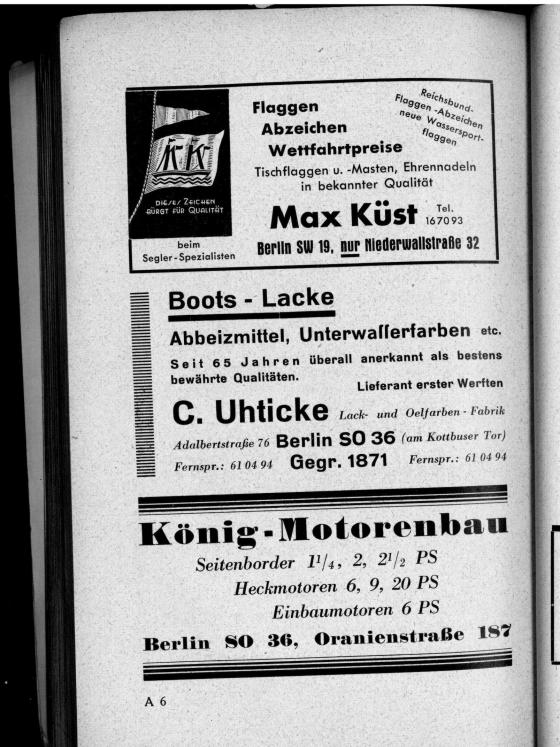 KK
DIESES ZEICHEN
BÜRGT FÜR QUALITÄT
beim
Segler-Spezialisten
Flaggen
Abzeichen
Wettfahrtpreise
Reichsbund-
Flaggen-Abzeichen
neue Wassersport-
flaggen
Tischflaggen u. -Masten, Ehrennadeln
in bekannter Qualität
Max Küst Tel. 16 70 93
Berlin SW 19, nur Niederwallstraße 32
Boots - Lacke
Abbeizmittel, Unterwasserfarben etc.
Seit 65 Jahren überall anerkannt als bestens
bewährte Qualitäten.
Lieferant erster Werften
C. Uhticke Lack- und Oelfarben-Fabrik
Adalbertstraße 76 Berlin SO 36 (am Kottbuser Tor)
Fernspr.: 61 04 94 Gegr. 1871 Fernspr.: 61 04 94
König-Motorenbau
Seitenborder 1¹/₄, 2, 2¹/₂ PS
Heckmotoren 6, 9, 20 PS
Einbaumotoren 6 PS
Berlin SO 36, Oranienstraße 187
A 6